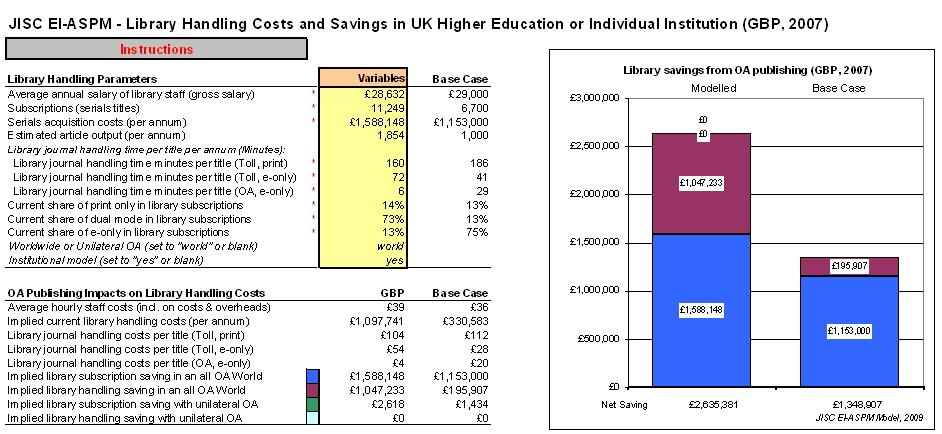 JISC EI-ASPM - Library Handling Costs and Savings in UK Higher Education or Individual Institution (GBP, 2007)
Instructions
Library Handling Parameters Variables Base Case
Average annual salary of library staff (gross salary) * £28,632 £29,000
Subscriptions (serials titles) * 11,249 6,700
Serials acquisition costs (per annum) * £1,588,148 £1,153,000
Estimated article output (per annum) 1,854 1,000
Library journal handling time per title per annum (Minutes):
Library journal handling time minutes per title (Toll, print) * 160 186
Library journal handling time minutes per title (Toll, e-only) * 72 41
Library journal handling time minutes per title (OA, e-only) * 6 29
Current share of print only in library subscriptions * 14% 13%
Current share of dual mode in library subscriptions * 73% 13%
Current share of e-only in library subscriptions * 13% 75%
Worldwide or Unilateral OA (set to "world" or blank) world
Institutional model (set to "yes" or blank) yes
OA Publishing Impacts on Library Handling Costs GBP Base Case
Average hourly staff costs (incl. on costs & overheads) £39 £36
Implied current library handling costs (per annum) £1,097,741 £330,583
Library journal handling costs per title (Toll, print) £104 £112
Library journal handling costs per title (Toll, e-only) £54 £28
Library journal handling costs per title (OA, e-only) £4 £20
Implied library subscription saving in an all OA World £1,588,148 £1,153,000
Implied library handling saving in an all OA World £1,047,233 £195,907
Implied library subscription saving with unilateral OA £2,618 £1,434
Implied library handling saving with unilateral OA £0 £0
Library savings from OA publishing (GBP, 2007)
Modelled Base Case
£3,000,000
£0
£0
£2,500,000
£2,000,000
£1,047,233
£1,500,000
£195,907
£1,000,000
£1,588,148
£1,153,000
£500,000
£0
Net Saving £2,635,381 £1,348,907
JISC EI-ASPM Model, 2009